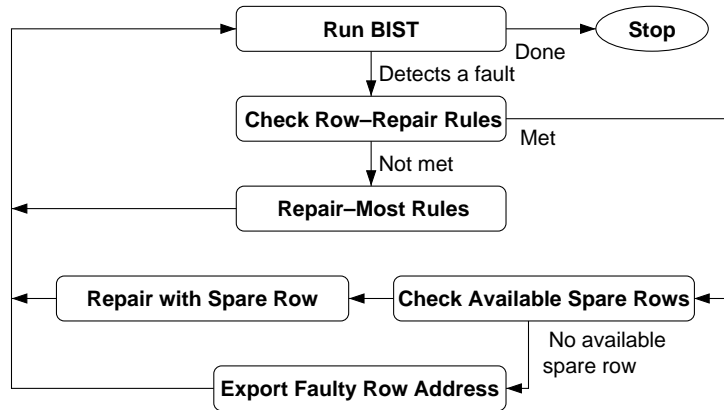 Run BIST
Stop
Done
Detects a fault
Check Row–Repair Rules
Met
Not met
Repair–Most Rules
Repair with Spare Row
Check Available Spare Rows
No available
spare row
Export Faulty Row Address